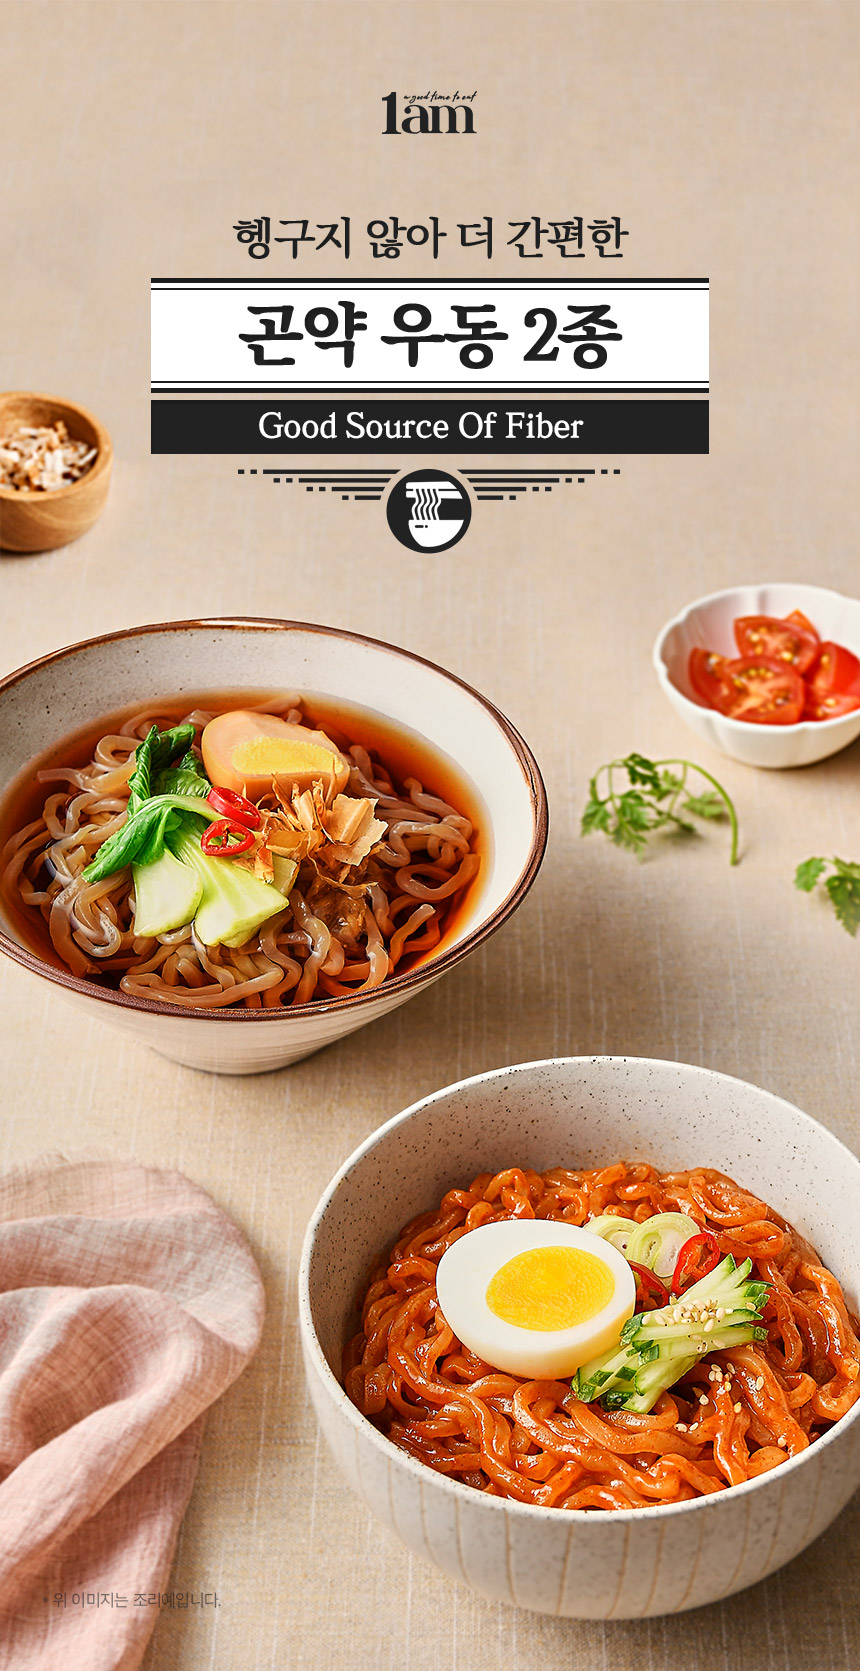 a good time to eat
1am
헹구지 않아 더 간편한
곤약 우동 2종
Good Source Of Fiber
* 위 이미지는 조리예입니다.